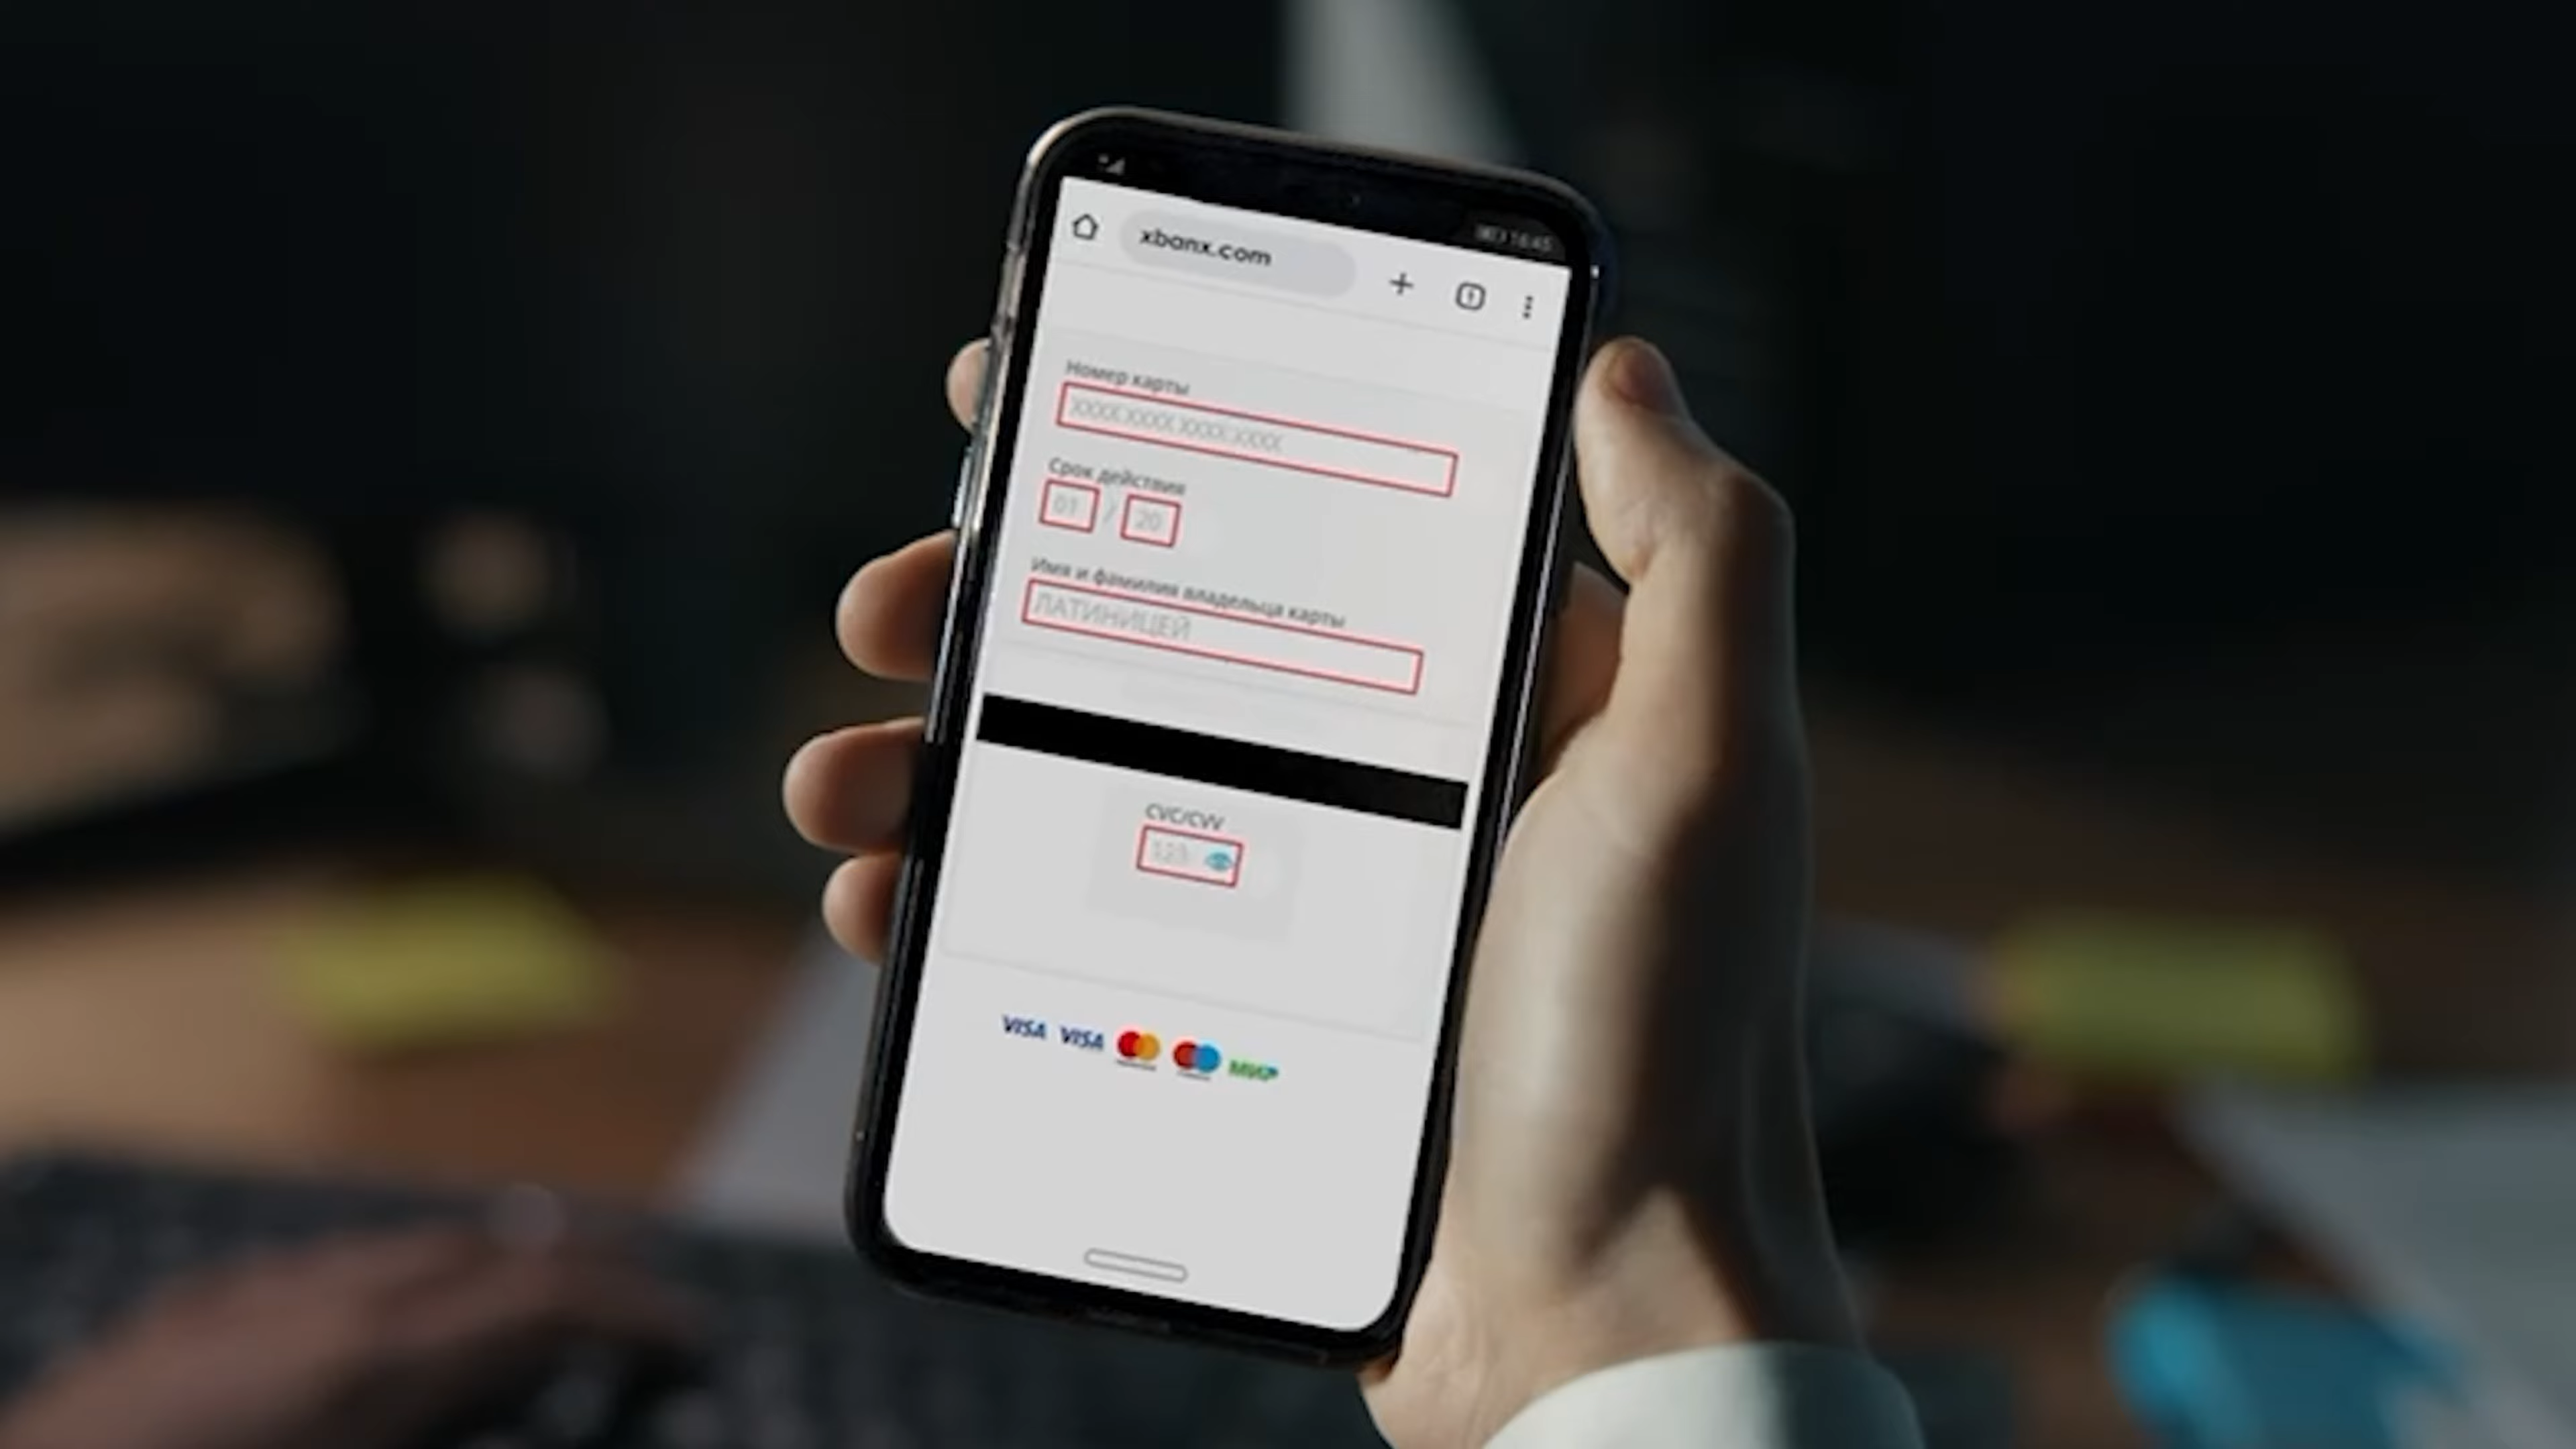 xbanx.com
Номер карты
XXXX XXXX XXXX XXXX
Срок действия
01 / 20
Имя и фамилия владельца карты
ЛАТИНИЦЕЙ
CVC/CVV
123
VISA VISA МИР